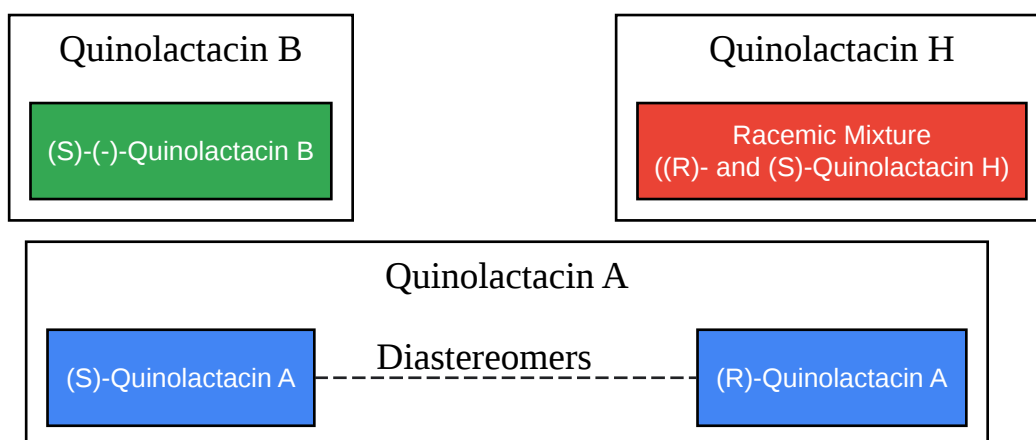 Quinolactacin B
(S)-(-)-Quinolactacin B
Quinolactacin H
Racemic Mixture
((R)- and (S)-Quinolactacin H)
Quinolactacin A
(S)-Quinolactacin A
Diastereomers
(R)-Quinolactacin A